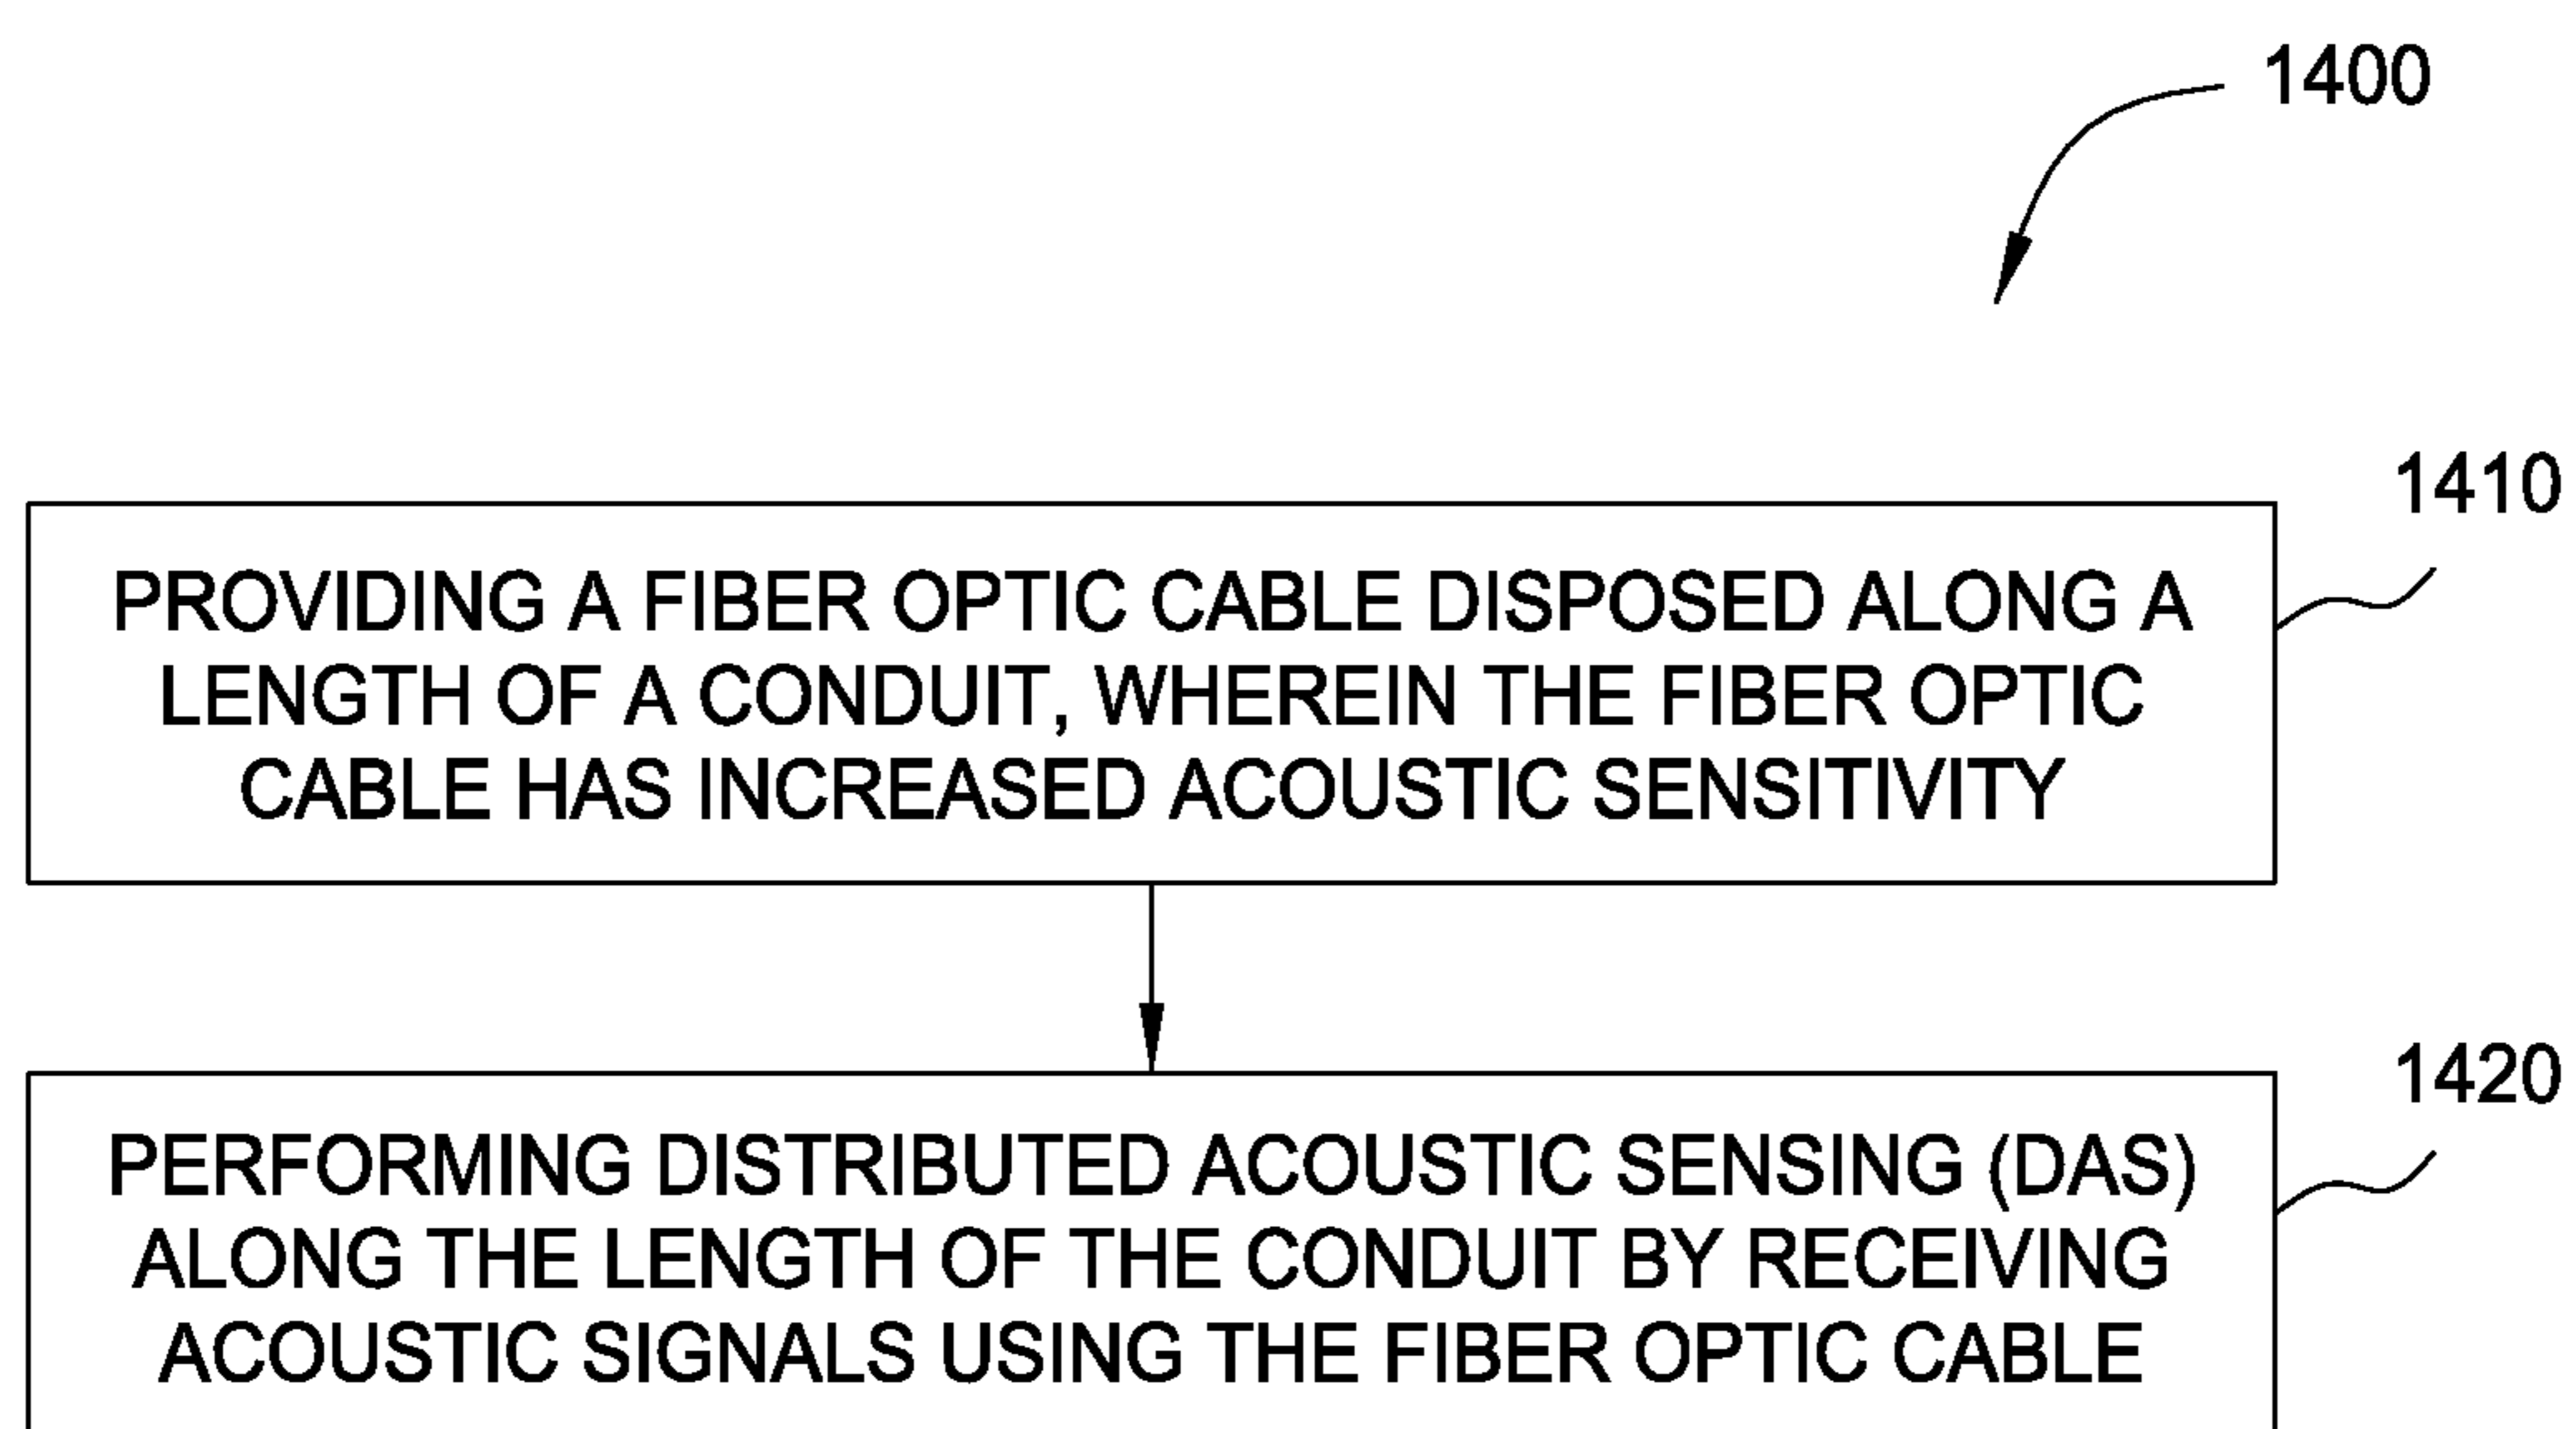 1400
1410
PROVIDING A FIBER OPTIC CABLE DISPOSED ALONG A
LENGTH OF A CONDUIT, WHEREIN THE FIBER OPTIC
CABLE HAS INCREASED ACOUSTIC SENSITIVITY
1420
PERFORMING DISTRIBUTED ACOUSTIC SENSING (DAS)
ALONG THE LENGTH OF THE CONDUIT BY RECEIVING
ACOUSTIC SIGNALS USING THE FIBER OPTIC CABLE